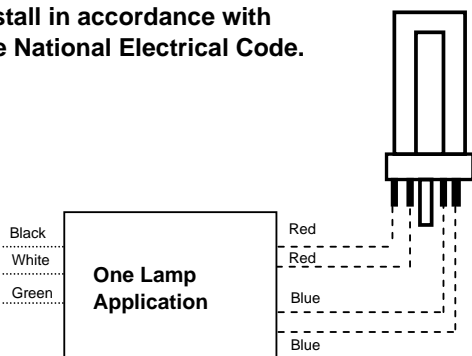 stall in accordance with
e National Electrical Code.
Black
White
Green
One Lamp
Application
Red
Red
Blue
Blue